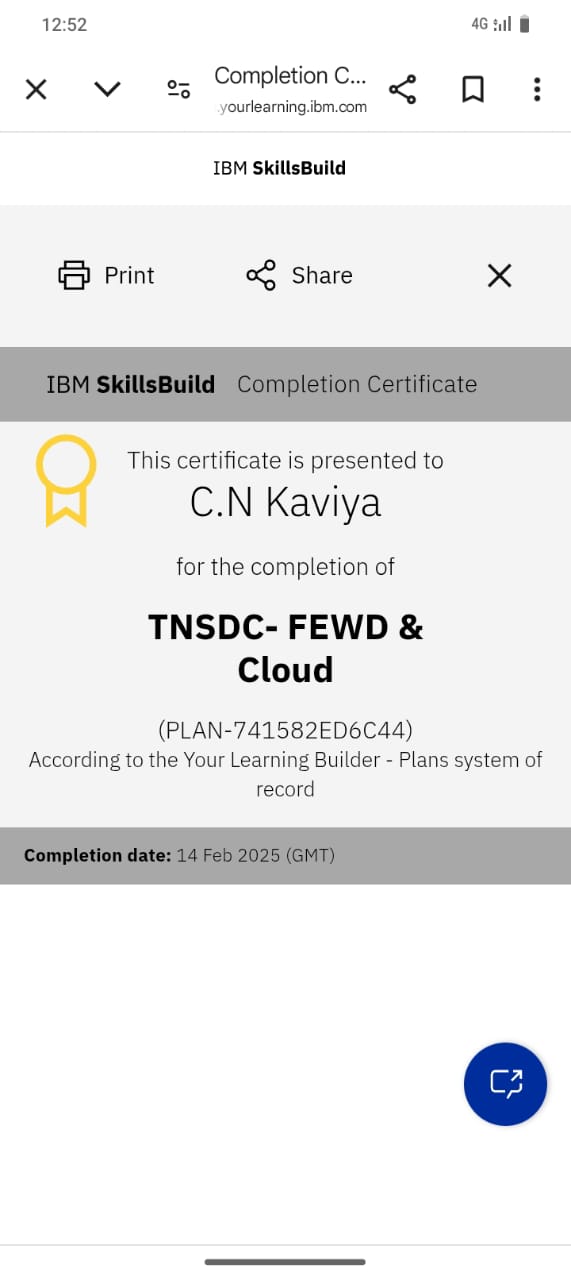 12:52
4G
Completion C...
.yourlearning.ibm.com
IBM SkillsBuild
Print
Share
IBM SkillsBuild Completion Certificate
This certificate is presented to
C.N Kaviya
for the completion of
TNSDC- FEWD &
Cloud
(PLAN-741582ED6C44)
According to the Your Learning Builder - Plans system of
record
Completion date: 14 Feb 2025 (GMT)